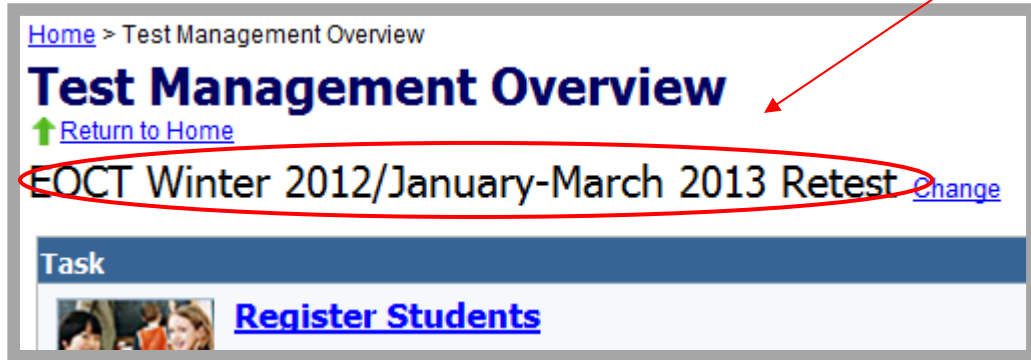 Home > Test Management Overview
Test Management Overview
Return to Home
EOCT Winter 2012/January-March 2013 Retest Change
Task
Register Students